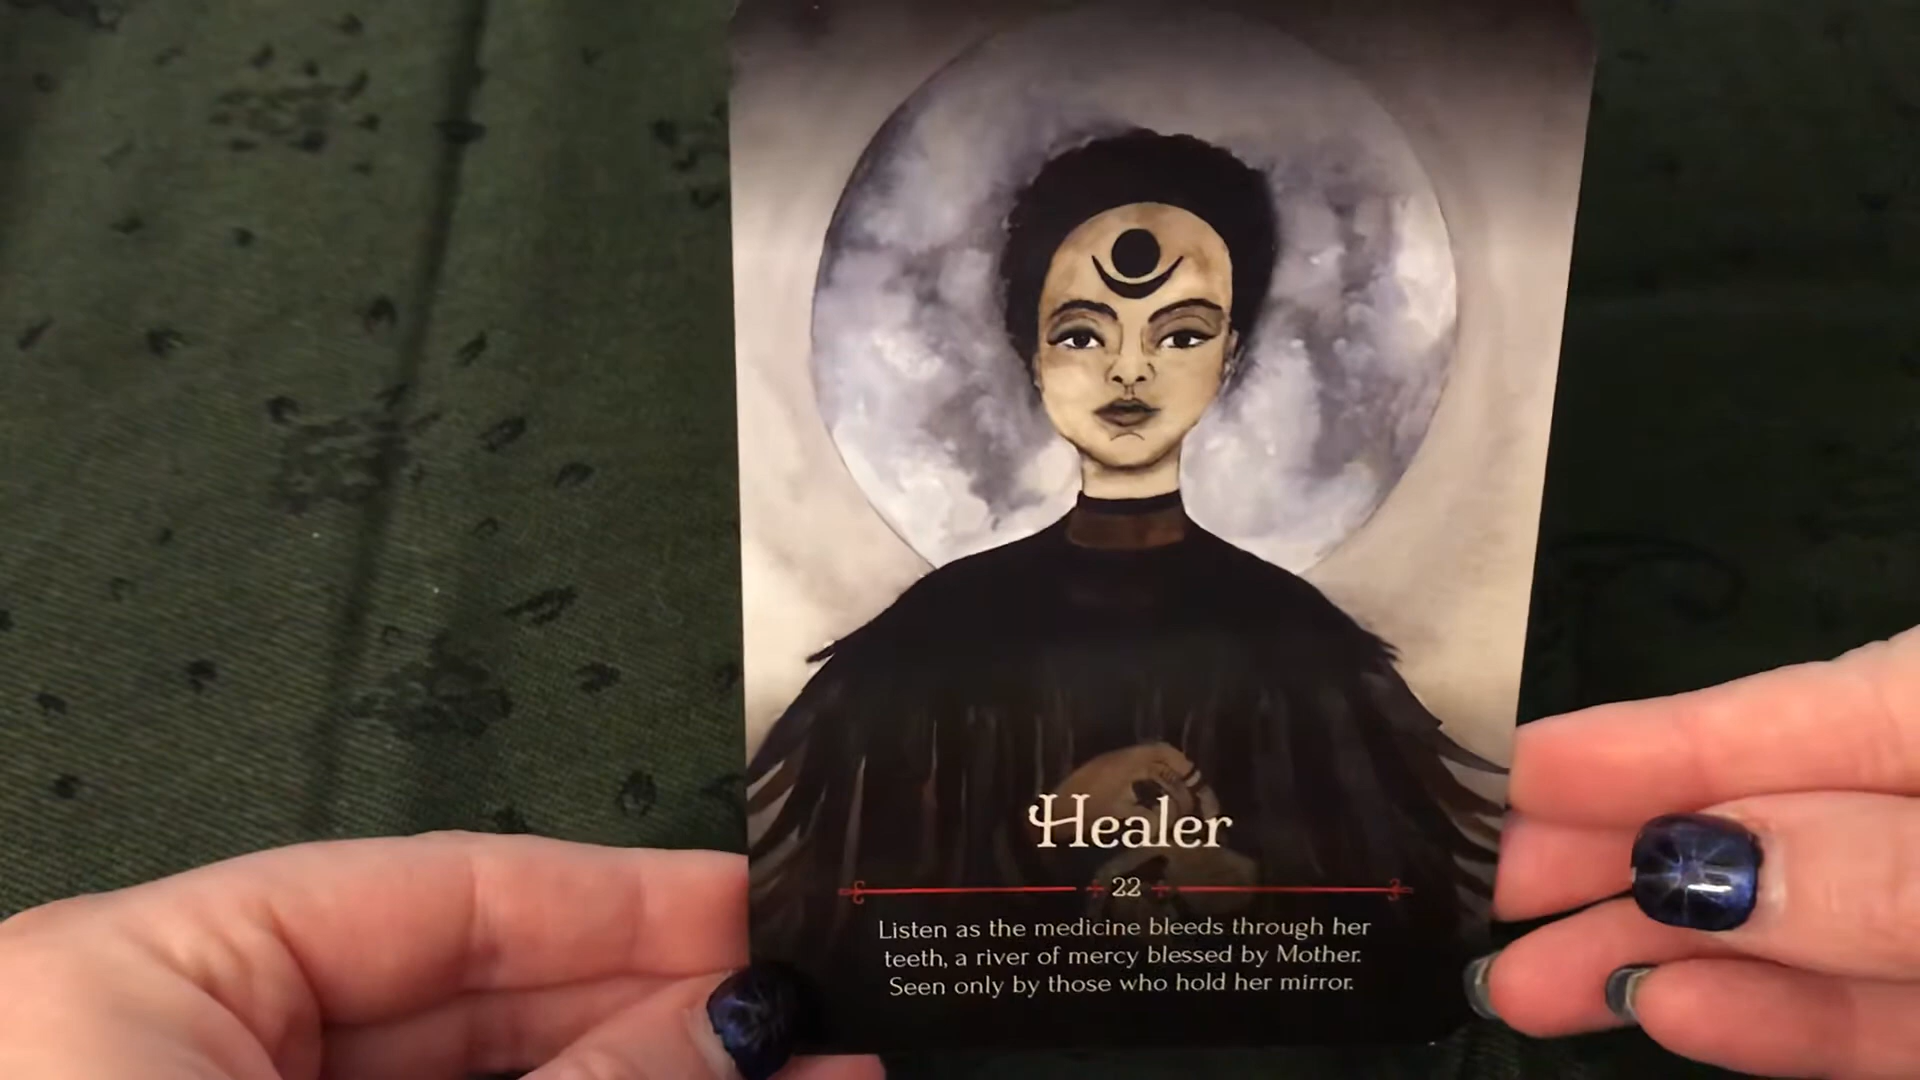 Healer
22
Listen as the medicine bleeds through her
teeth, a river of mercy blessed by Mother.
Seen only by those who hold her mirror.